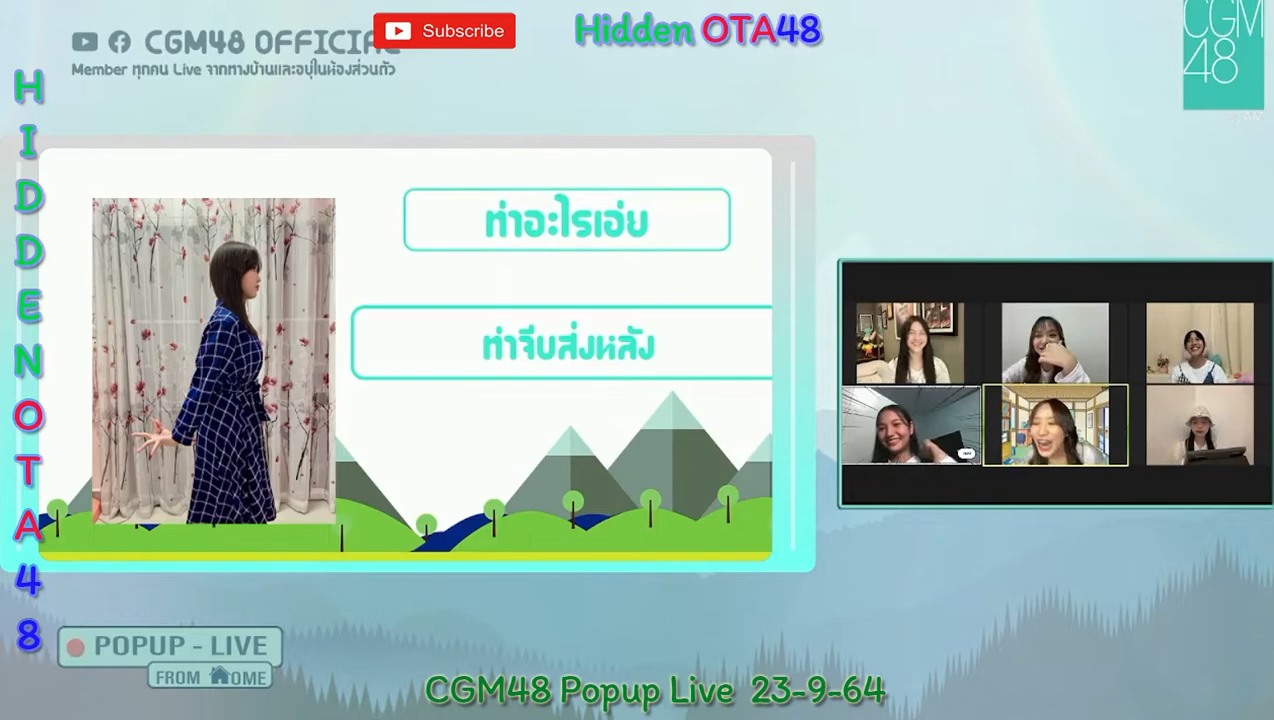 CGM48 OFFICIAL
Subscribe
Hidden OTA48
Member ทุกคน Live จากทางบ้านและอยู่ในห้องส่วนตัว
CGM
48
HIDDENOTA48
ท่าอะไรเอ่ย
ท่าจีบส่งหลัง
POPUP - LIVE
FROM HOME
CGM48 Popup Live 23-9-64